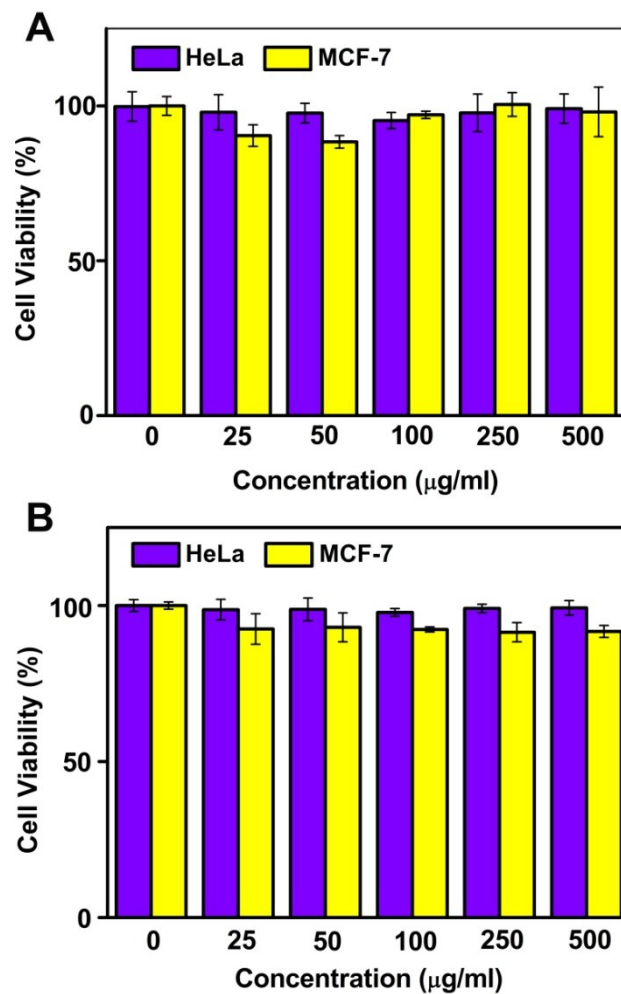 A
HeLa MCF-7
Cell Viability (%)
100
50
0
0 25 50 100 250 500
Concentration (μg/ml)
B
HeLa MCF-7
Cell Viability (%)
100
50
0
0 25 50 100 250 500
Concentration (μg/ml)